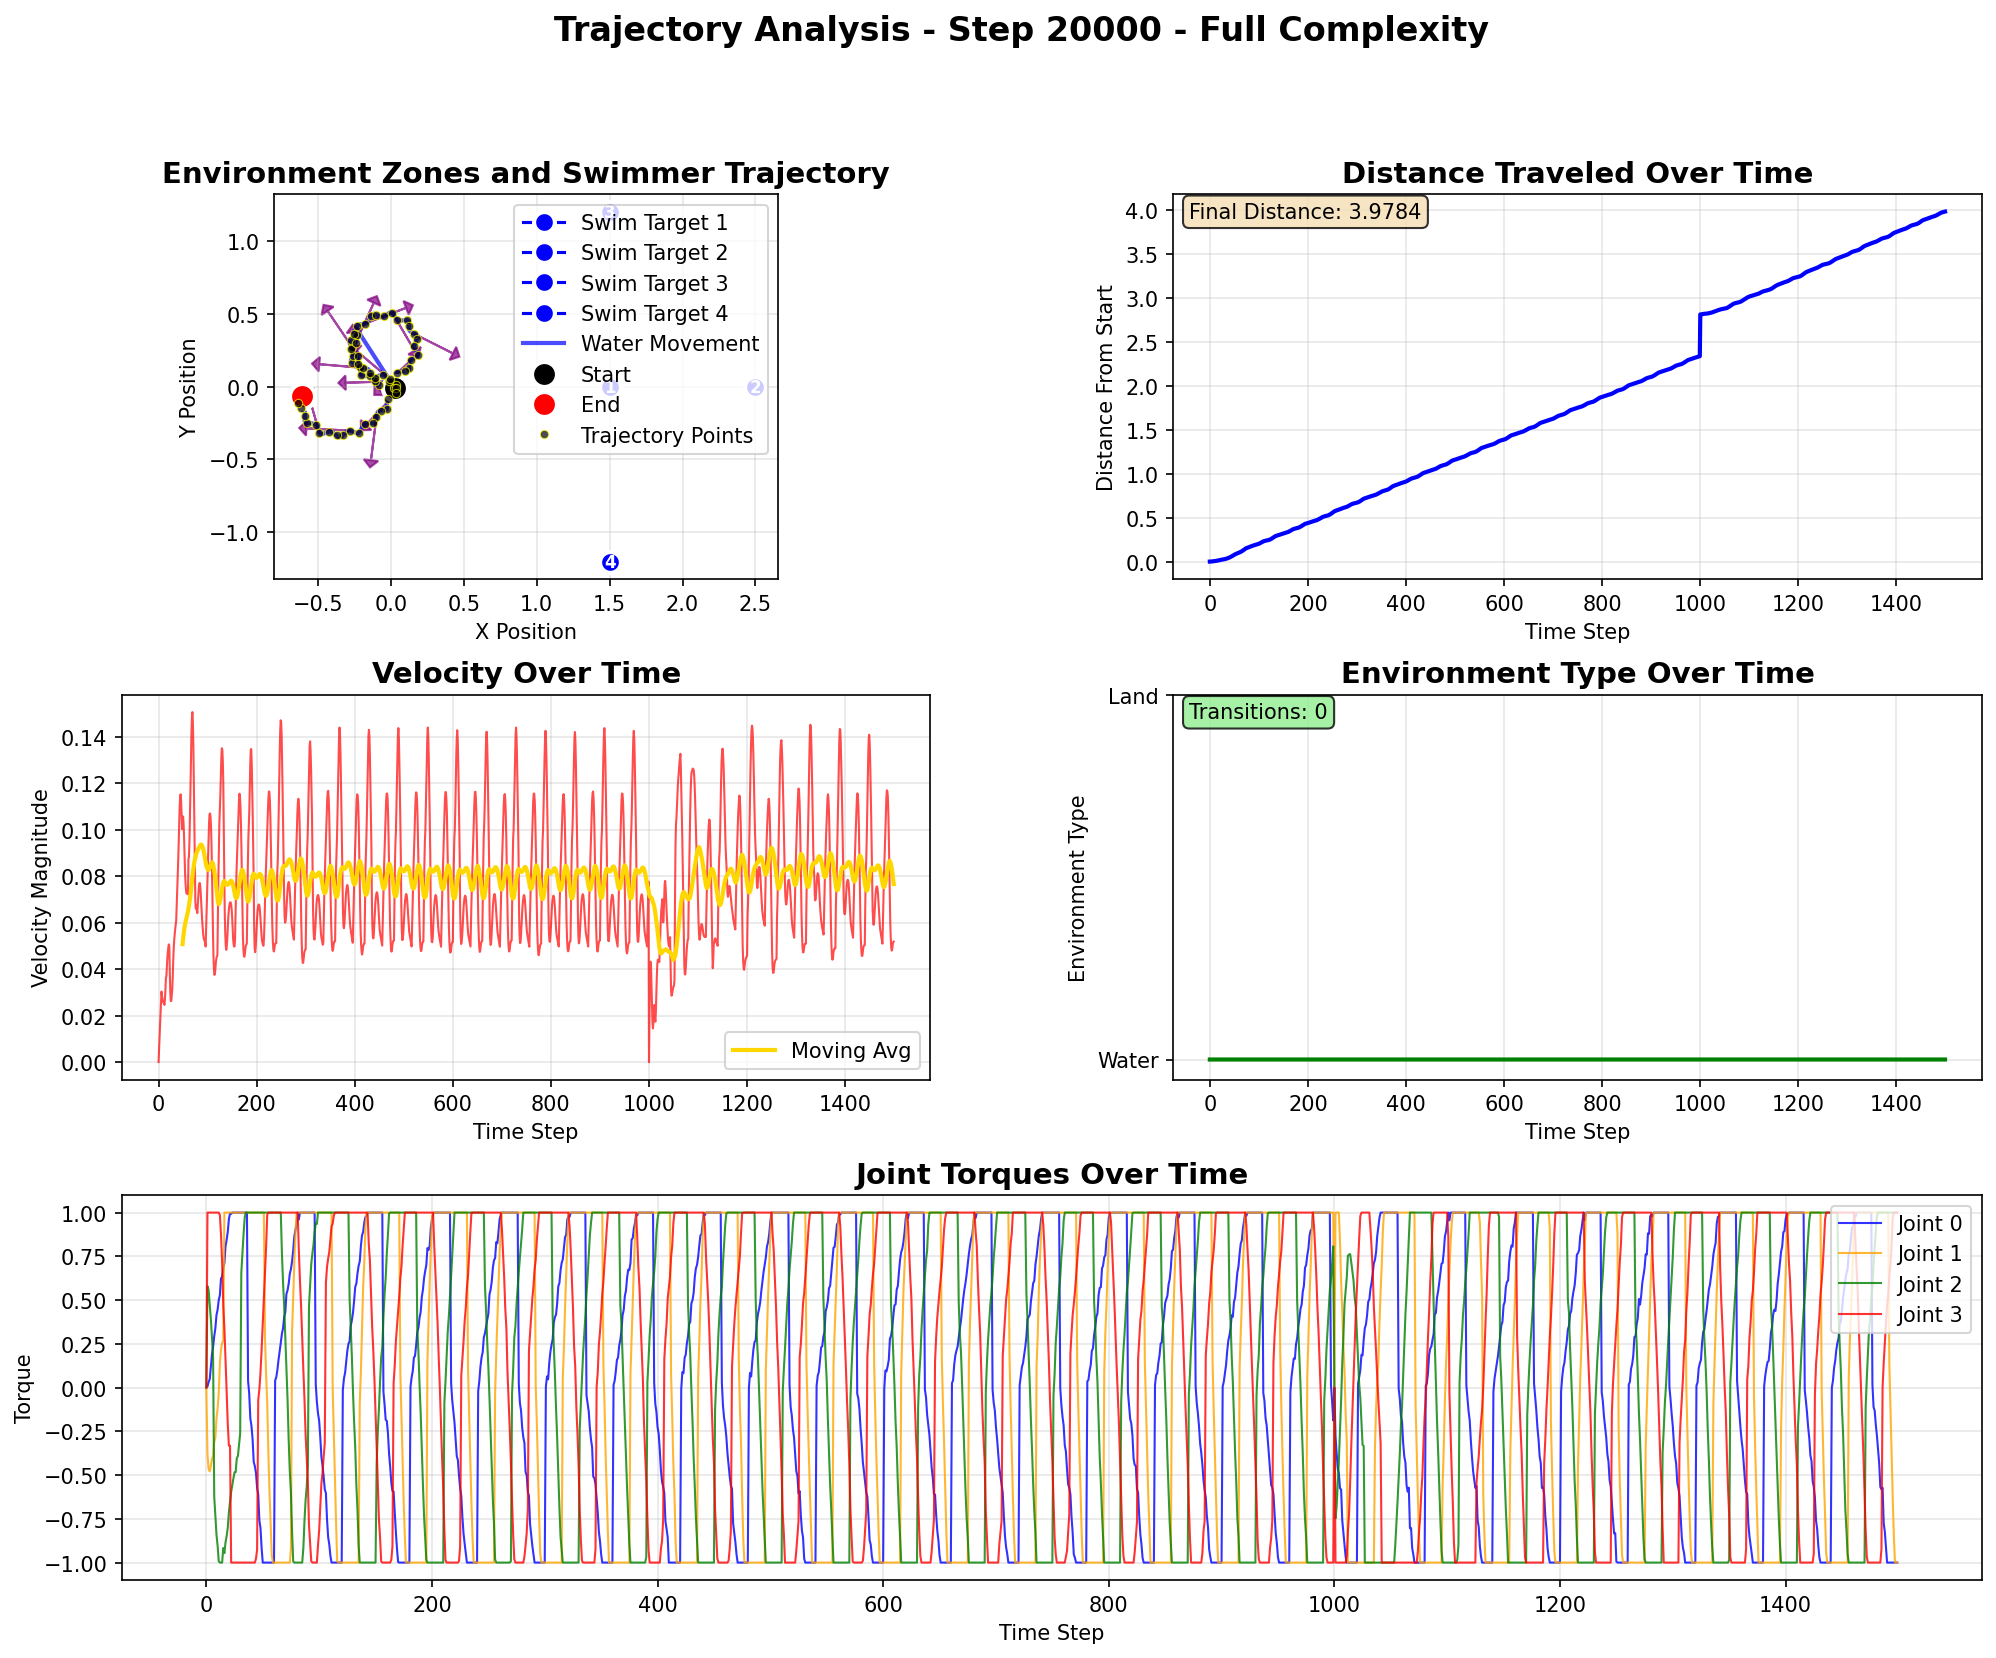 Trajectory Analysis - Step 20000 - Full Complexity
Environment Zones and Swimmer Trajectory
Y Position
1.0
0.5
0.0
−0.5
−1.0
3
1
2
4
Swim Target 1
Swim Target 2
Swim Target 3
Swim Target 4
Water Movement
Start
End
Trajectory Points
−0.5 0.0 0.5 1.0 1.5 2.0 2.5
X Position
Distance Traveled Over Time
Final Distance: 3.9784
Distance From Start
4.0
3.5
3.0
2.5
2.0
1.5
1.0
0.5
0.0
0 200 400 600 800 1000 1200 1400
Time Step
Velocity Over Time
Velocity Magnitude
0.14
0.12
0.10
0.08
0.06
0.04
0.02
0.00
Moving Avg
0 200 400 600 800 1000 1200 1400
Time Step
Environment Type Over Time
Environment Type
Land
Transitions: 0
Water
0 200 400 600 800 1000 1200 1400
Time Step
Joint Torques Over Time
Torque
1.00
0.75
0.50
0.25
0.00
−0.25
−0.50
−0.75
−1.00
Joint 0
Joint 1
Joint 2
Joint 3
0 200 400 600 800 1000 1200 1400
Time Step